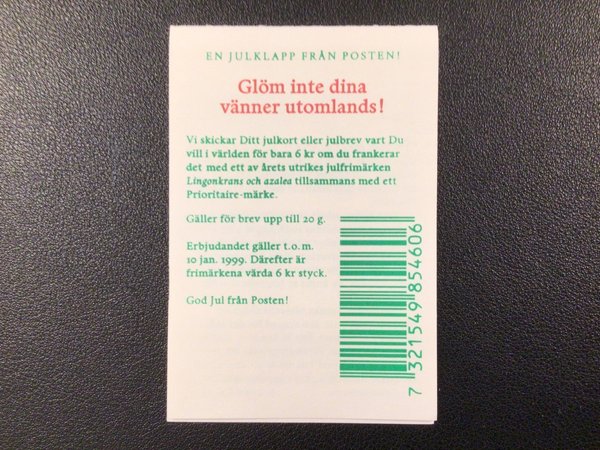 EN JULKLAPP FRÅN POSTEN!
Glöm inte dina
vänner utomlands!
Vi skickar Ditt julkort eller julbrev vart Du
vill i världen för bara 6 kr om du frankerar
det med ett av årets utrikes julfrimärken
Lingonkrans och azalea tillsammans med ett
Prioritaire-märke.
Gäller för brev upp till 20 g.
Erbjudandet gäller t.o.m.
10 jan. 1999. Därefter är
frimärkena värda 6 kr styck.
God Jul från Posten!
7 321549 854606